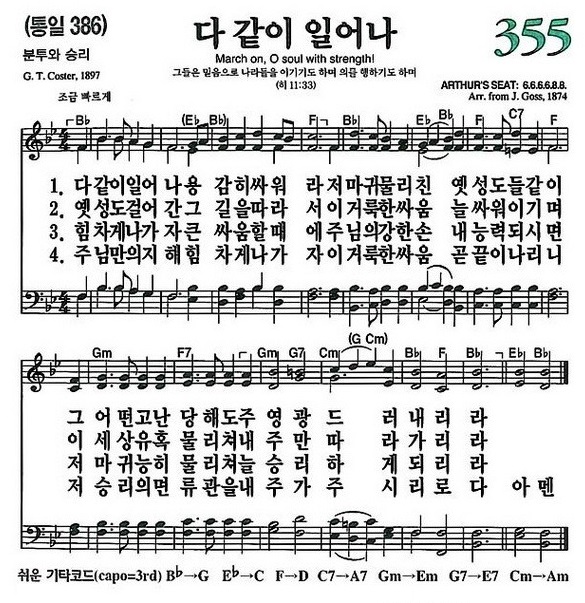 (통일 386)
다 같이 일어나
355
분투와 승리
March on, O soul with strength!
G. T. Coster, 1897
그들은 믿음으로 나라들을 이기기도 하며 의를 행하기도 하며
(히 11:33)
ARTHUR'S SEAT: 6.6.6.6.8.8.
Arr. from J. Goss, 1874
조금 빠르게
B♭ (E♭ B♭) F B♭ E♭ B♭ F C7 F
1. 다같이일어 나용 감히싸워 라저마귀물리친 옛성도들같이
2. 옛성도걸어 간그 길을따라 서이거룩한싸움 늘싸워이기며
3. 힘차게나가 자큰 싸움할때 에주님의강한손 내능력되시면
4. 주님만의지 해힘 차게나가 자이거룩한싸움 곧끝이나리니
Gm F7 Gm G7 Cm (G Cm) B♭ F B♭ E♭ B♭
그 어떤고난 당해도주 영광드 러내리라
이 세상유혹 물리쳐내 주만따 라가리라
저 마귀능히 물리쳐늘 승리하 게되리라
저 승리의면 류관을내 주가주 시리로다 아멘
쉬운 기타코드(capo=3rd) B♭→G E♭→C F→D C7→A7 Gm→Em G7→E7 Cm→Am